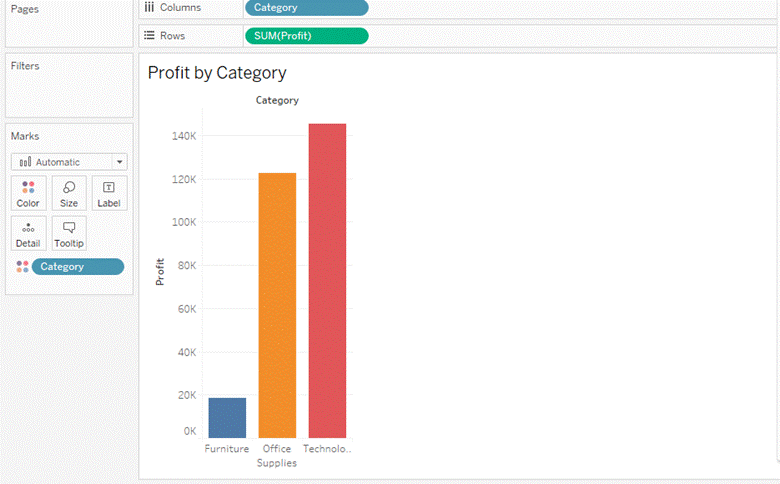 Pages
Columns
Category
Rows
SUM(Profit)
Filters
Marks
Automatic
Color
Size
Label
Detail
Tooltip
Category
Profit by Category
Category
Profit
140K
120K
100K
80K
60K
40K
20K
0K
Furniture
Office
Supplies
Technolo..